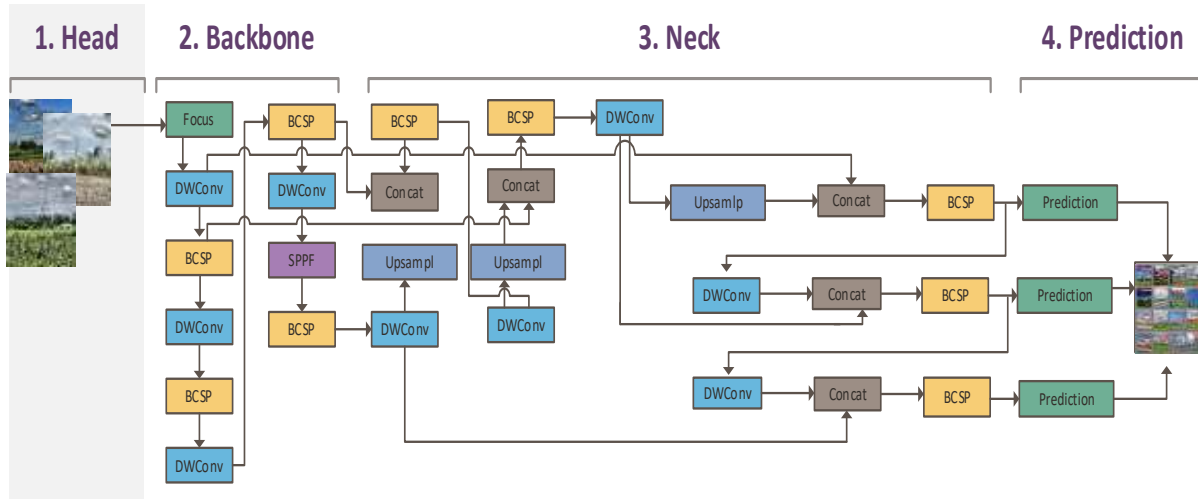 1. Head
2. Backbone
3. Neck
4. Prediction
Focus
DWConv
BCSP
DWConv
BCSP
DWConv
BCSP
DWConv
SPPF
BCSP
BCSP
Concat
Upsampl
DWConv
BCSP
Concat
Upsampl
DWConv
DWConv
Upsamlp
Concat
BCSP
Prediction
DWConv
Concat
BCSP
Prediction
DWConv
Concat
BCSP
Prediction